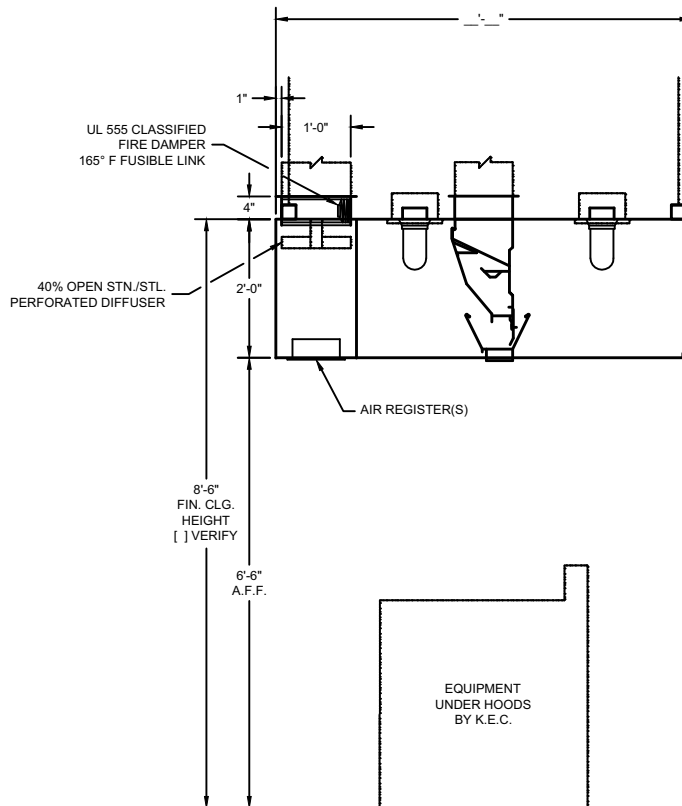 __'-__"
1"
1'-0"
UL 555 CLASSIFIED
FIRE DAMPER
165° F FUSIBLE LINK
4"
40% OPEN STN./STL.
PERFORATED DIFFUSER
2'-0"
AIR REGISTER(S)
8'-6"
FIN. CLG.
HEIGHT
[ ] VERIFY
6'-6"
A.F.F.
EQUIPMENT
UNDER HOODS
BY K.E.C.